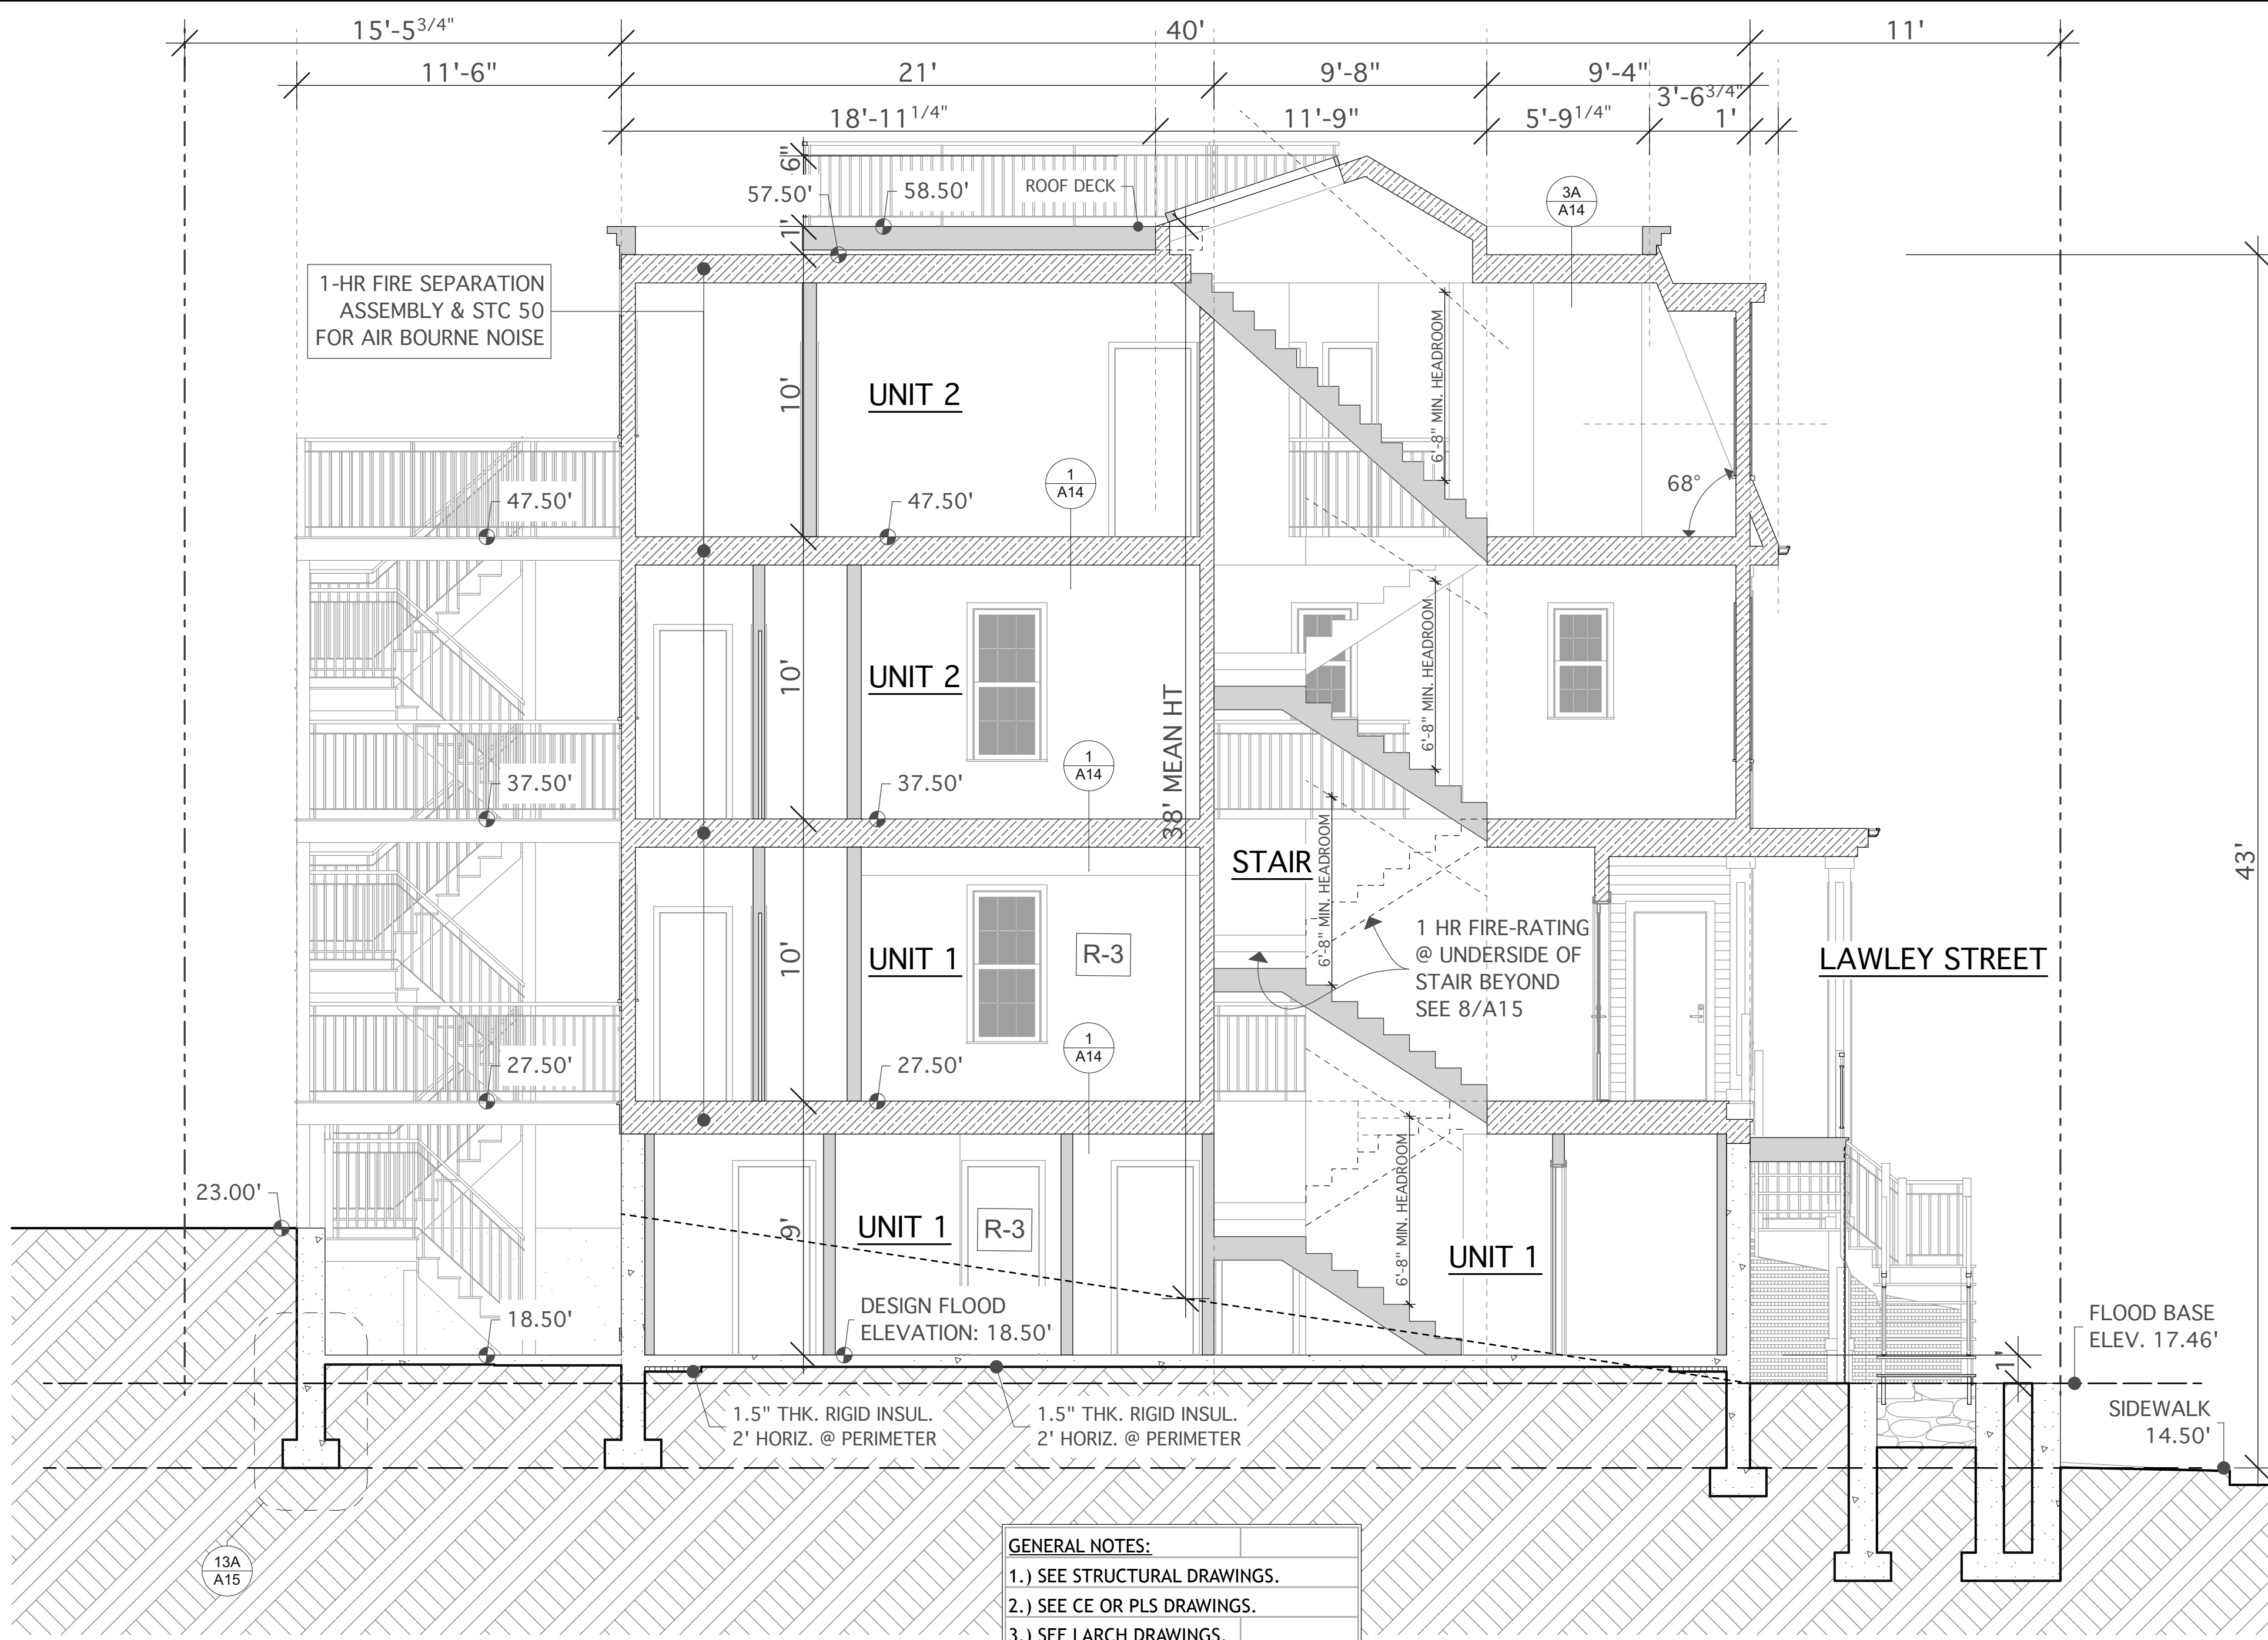 15'-5 3/4"
40'
11'
11'-6"
21'
9'-8"
9'-4"
3'-6 3/4"
18'-11 1/4"
11'-9"
5'-9 1/4"
1'
6"
57.50'
58.50'
ROOF DECK
1'
3A
A14
1-HR FIRE SEPARATION
ASSEMBLY & STC 50
FOR AIR BOURNE NOISE
10'
UNIT 2
6'-8" MIN. HEADROOM
1
A14
68°
47.50'
47.50'
10'
UNIT 2
38' MEAN HT
6'-8" MIN. HEADROOM
1
A14
37.50'
37.50'
STAIR
6'-8" MIN. HEADROOM
43'
10'
UNIT 1
R-3
1 HR FIRE-RATING
@ UNDERSIDE OF
STAIR BEYOND
SEE 8/A15
LAWLEY STREET
1
A14
27.50'
27.50'
23.00'
9'
UNIT 1
R-3
6'-8" MIN. HEADROOM
UNIT 1
18.50'
DESIGN FLOOD
ELEVATION: 18.50'
1'
FLOOD BASE
ELEV. 17.46'
1.5" THK. RIGID INSUL.
2' HORIZ. @ PERIMETER
1.5" THK. RIGID INSUL.
2' HORIZ. @ PERIMETER
SIDEWALK
14.50'
13A
A15
GENERAL NOTES:
1.) SEE STRUCTURAL DRAWINGS.
2.) SEE CE OR PLS DRAWINGS.
3.) SEE LARCH DRAWINGS.